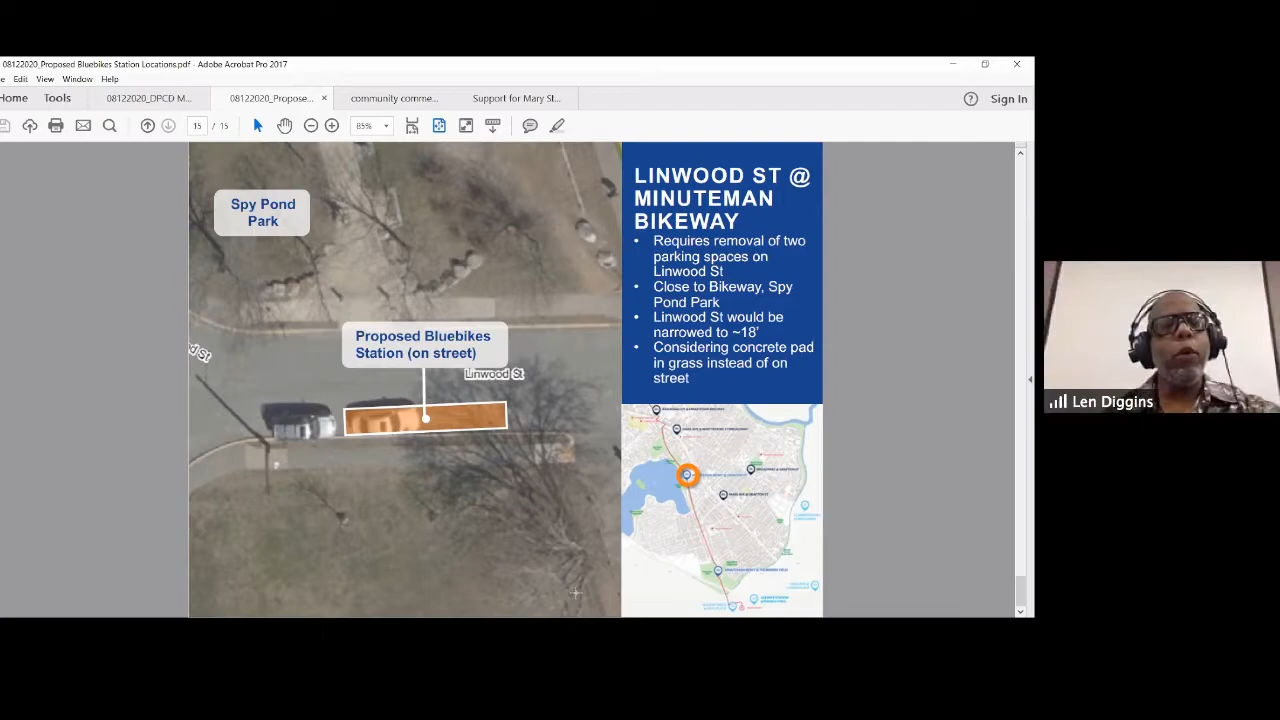 08122020_Proposed Bluebikes Station Locations.pdf - Adobe Acrobat Pro 2017
e Edit View Window Help
Home Tools 08122020_DPCD M... 08122020_Propose... × community comme... Support for Mary St... ? Sign In
15 / 15 85%
Spy Pond
Park
Proposed Bluebikes
Station (on street)
d St
Linwood St
LINWOOD ST @
MINUTEMAN
BIKEWAY
• Requires removal of two
parking spaces on
Linwood St
• Close to Bikeway, Spy
Pond Park
• Linwood St would be
narrowed to ~18'
• Considering concrete pad
in grass instead of on
street
Len Diggins